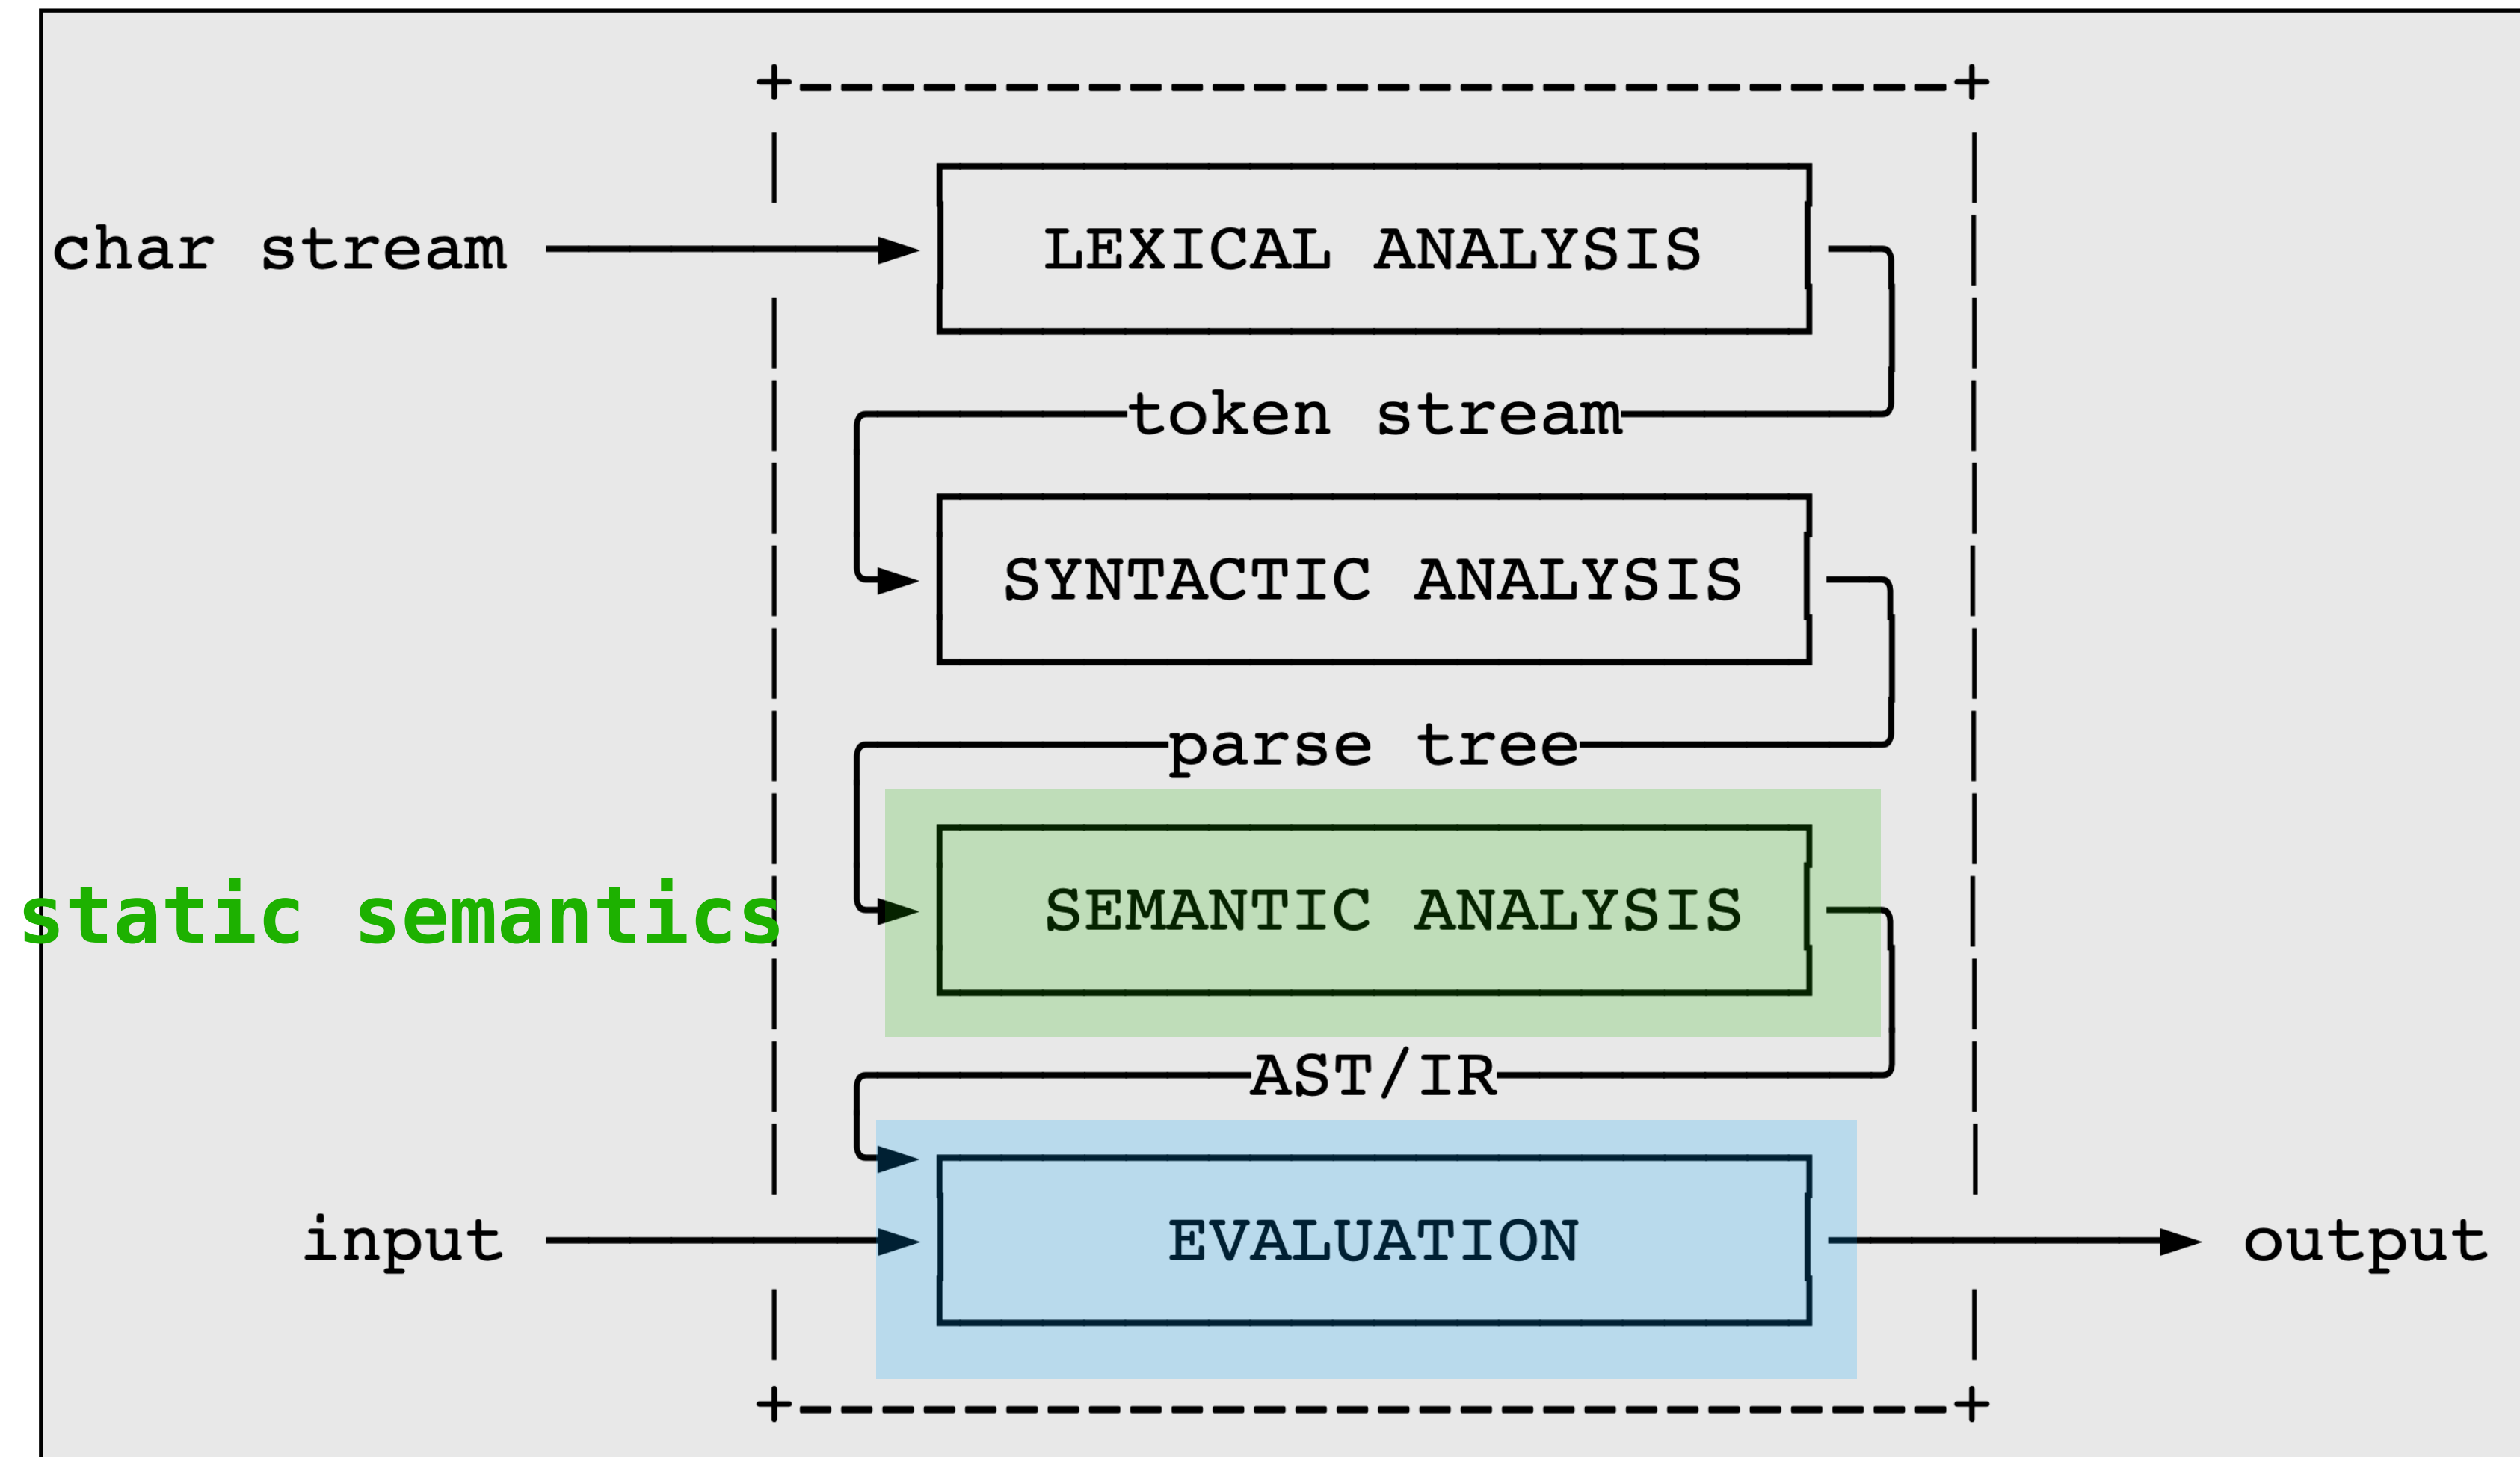 char stream
LEXICAL ANALYSIS
token stream
SYNTACTIC ANALYSIS
parse tree
static semantics
SEMANTIC ANALYSIS
AST/IR
input
EVALUATION
output